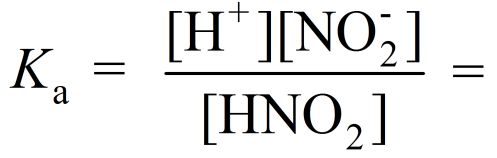 Kₐ = [H⁺][NO₂⁻] / [HNO₂] =